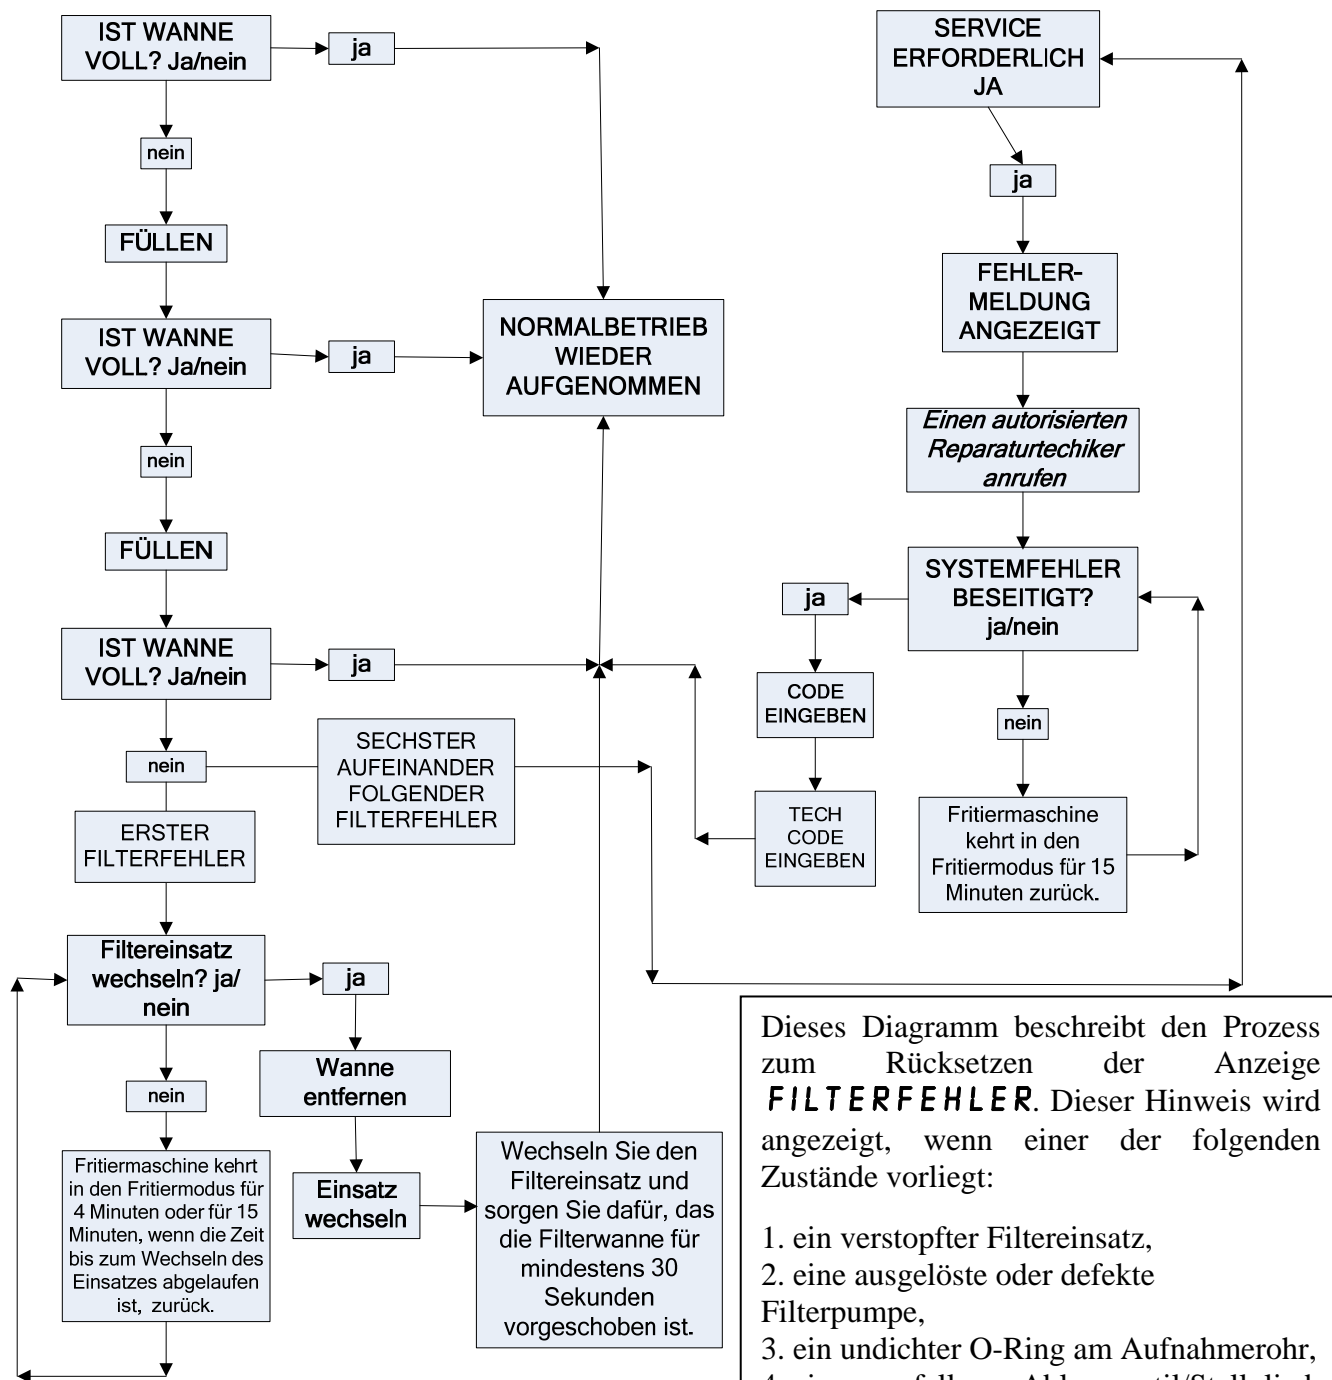 IST WANNE
VOLL? Ja/nein
ja
nein
FÜLLEN
IST WANNE
VOLL? Ja/nein
ja
nein
FÜLLEN
IST WANNE
VOLL? Ja/nein
ja
nein
SECHSTER
AUFEINANDER
FOLGENDER
FILTERFEHLER
ERSTER
FILTERFEHLER
Filtereinsatz
wechseln? ja/
nein
ja
Wanne
entfernen
Einsatz
wechseln
Wechseln Sie den
Filtereinsatz und
sorgen Sie dafür, das
die Filterwanne für
mindestens 30
Sekunden
vorgeschoben ist.
nein
Fritiermaschine kehrt
in den Fritiermodus für
4 Minuten oder für 15
Minuten, wenn die Zeit
bis zum Wechseln des
Einsatzes abgelaufen
ist, zurück.
NORMALBETRIEB
WIEDER
AUFGENOMMEN
SERVICE
ERFORDERLICH
JA
ja
FEHLER-
MELDUNG
ANGEZEIGT
Einen autorisierten
Reparaturtechiker
anrufen
SYSTEMFEHLER
BESEITIGT?
ja/nein
ja
CODE
EINGEBEN
TECH
CODE
EINGEBEN
nein
Fritiermaschine
kehrt in den
Fritiermodus für 15
Minuten zurück.
Dieses Diagramm beschreibt den Prozess
zum Rücksetzen der Anzeige
FILTERFEHLER. Dieser Hinweis wird
angezeigt, wenn einer der folgenden
Zustände vorliegt:
1. ein verstopfter Filtereinsatz,
2. eine ausgelöste oder defekte
Filterpumpe,
3. ein undichter O-Ring am Aufnahmerohr,